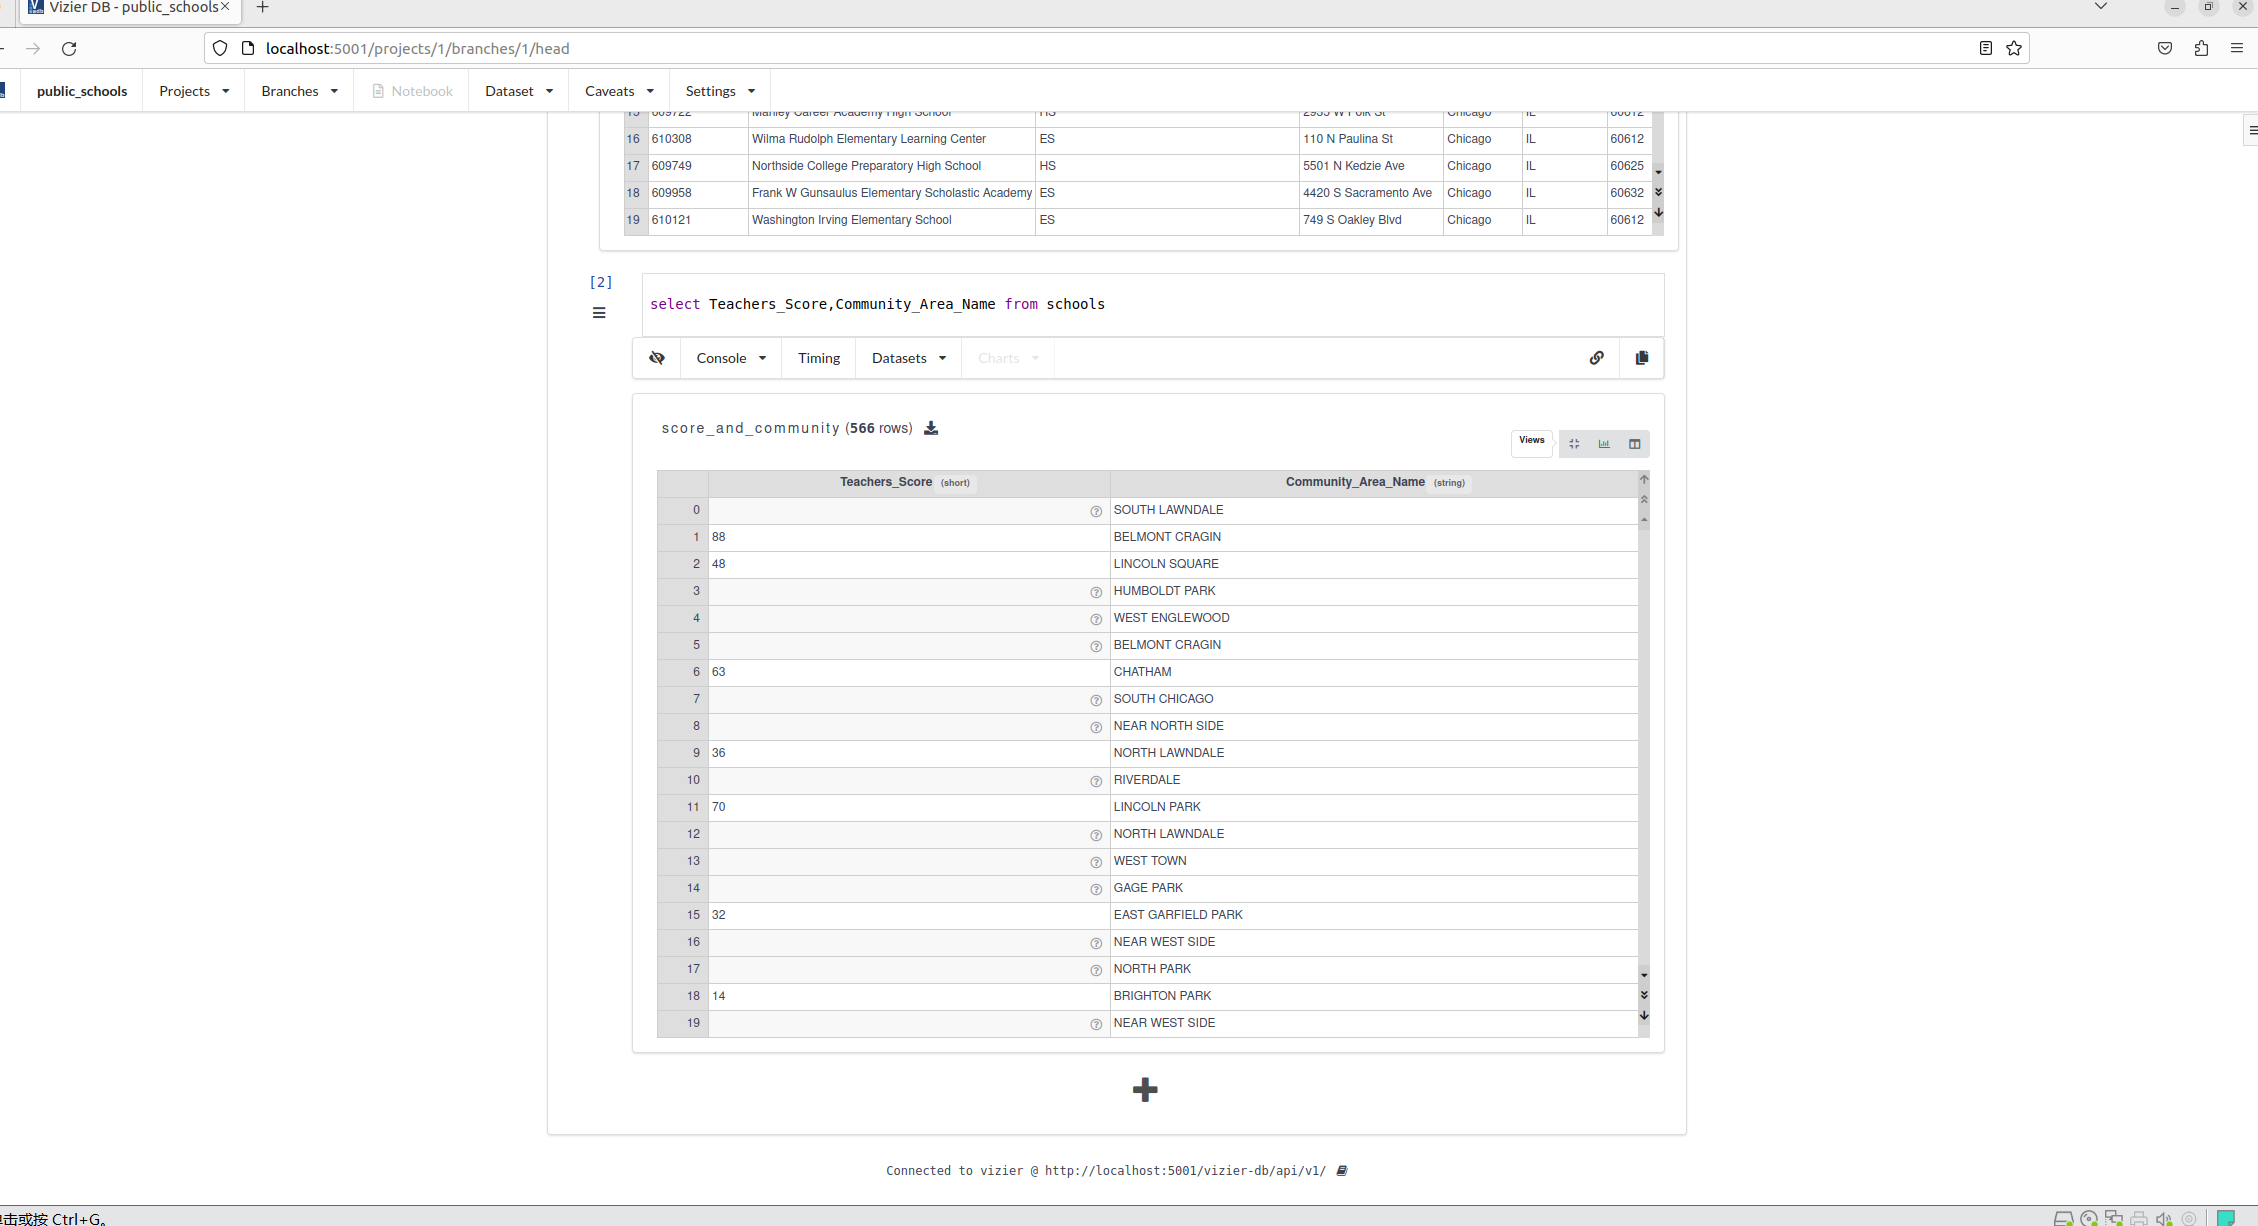 Vizier DB - public_schools
localhost:5001/projects/1/branches/1/head
public_schools Projects Branches Notebook Dataset Caveats Settings
15 609722 Manley Career Academy High School HS 2935 W Polk St Chicago IL 60612
16 610308 Wilma Rudolph Elementary Learning Center ES 110 N Paulina St Chicago IL 60612
17 609749 Northside College Preparatory High School HS 5501 N Kedzie Ave Chicago IL 60625
18 609958 Frank W Gunsaulus Elementary Scholastic Academy ES 4420 S Sacramento Ave Chicago IL 60632
19 610121 Washington Irving Elementary School ES 749 S Oakley Blvd Chicago IL 60612
[2]
select Teachers_Score,Community_Area_Name from schools
Console Timing Datasets Charts
score_and_community (566 rows)
Views
Teachers_Score (short) Community_Area_Name (string)
0 SOUTH LAWNDALE
1 88 BELMONT CRAGIN
2 48 LINCOLN SQUARE
3 HUMBOLDT PARK
4 WEST ENGLEWOOD
5 BELMONT CRAGIN
6 63 CHATHAM
7 SOUTH CHICAGO
8 NEAR NORTH SIDE
9 36 NORTH LAWNDALE
10 RIVERDALE
11 70 LINCOLN PARK
12 NORTH LAWNDALE
13 WEST TOWN
14 GAGE PARK
15 32 EAST GARFIELD PARK
16 NEAR WEST SIDE
17 NORTH PARK
18 14 BRIGHTON PARK
19 NEAR WEST SIDE
Connected to vizier @ http://localhost:5001/vizier-db/api/v1/
击或按 Ctrl+G。